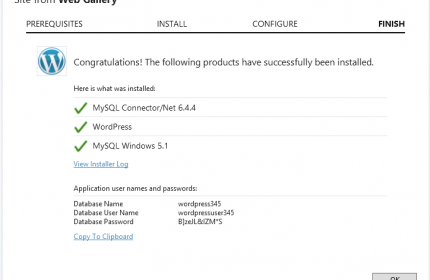 Site from Web Gallery
PREREQUISITES INSTALL CONFIGURE FINISH
Congratulations! The following products have successfully been installed.
Here is what was installed:
MySQL Connector/Net 6.4.4
WordPress
MySQL Windows 5.1
View Installer Log
Application user names and passwords:
Database Name wordpress345
Database User Name wordpressuser345
Database Password
Copy To Clipboard
OK